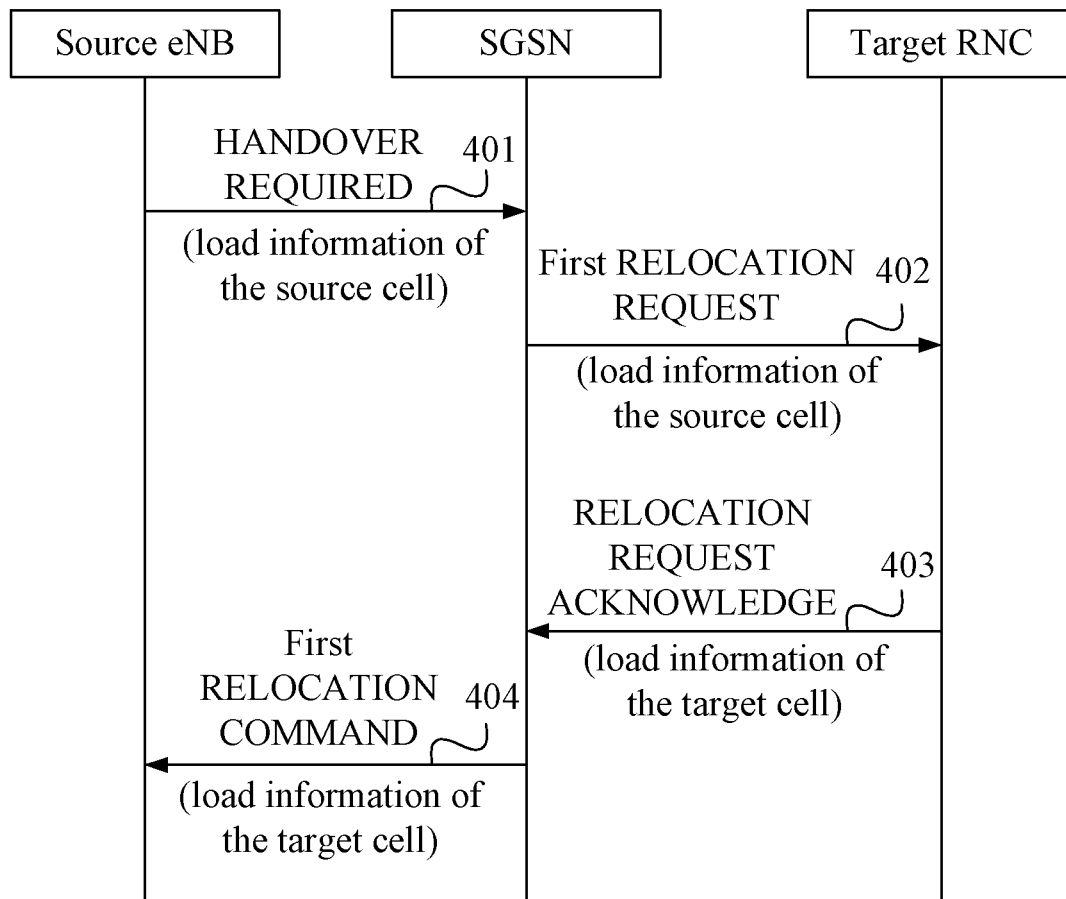 Source eNB
SGSN
Target RNC
HANDOVER
REQUIRED
401
(load information of
the source cell)
First RELOCATION
REQUEST
402
(load information of
the source cell)
RELOCATION
REQUEST
ACKNOWLEDGE
403
(load information of
the target cell)
First
RELOCATION
COMMAND
404
(load information of
the target cell)